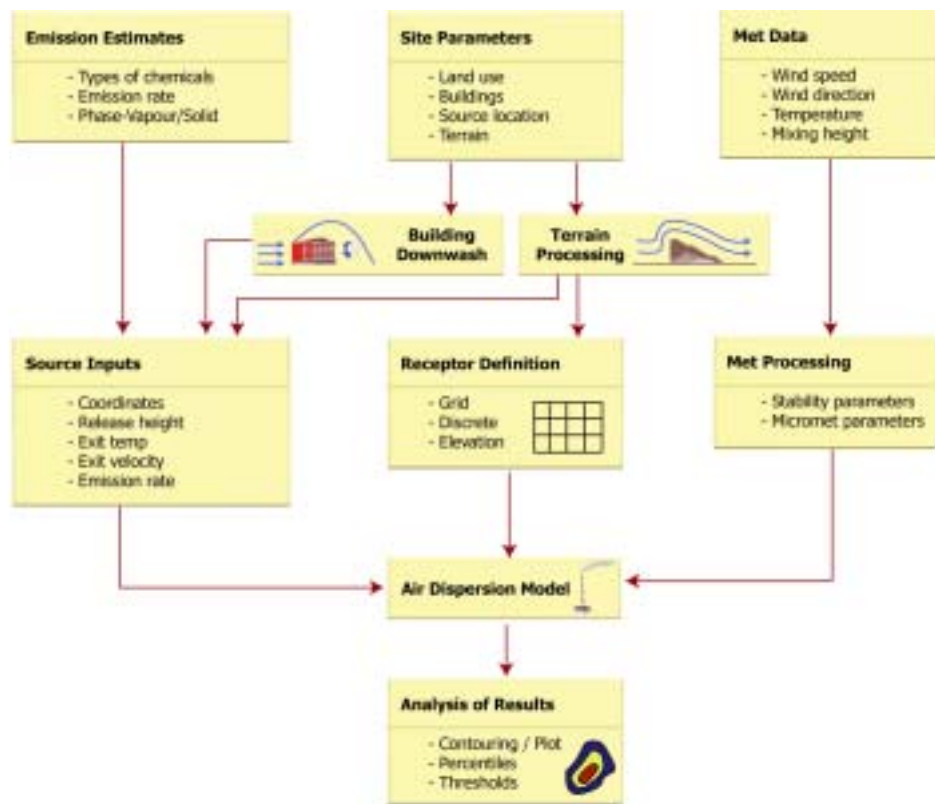 Emission Estimates
- Types of chemicals
- Emission rate
- Phase-Vapour/Solid
Site Parameters
- Land use
- Buildings
- Source location
- Terrain
Met Data
- Wind speed
- Wind direction
- Temperature
- Mixing height
Building
Downwash
Terrain
Processing
Source Inputs
- Coordinates
- Release height
- Exit temp
- Exit velocity
- Emission rate
Receptor Definition
- Grid
- Discrete
- Elevation
Met Processing
- Stability parameters
- Micromet parameters
Air Dispersion Model
Analysis of Results
- Contouring / Plot
- Percentiles
- Thresholds